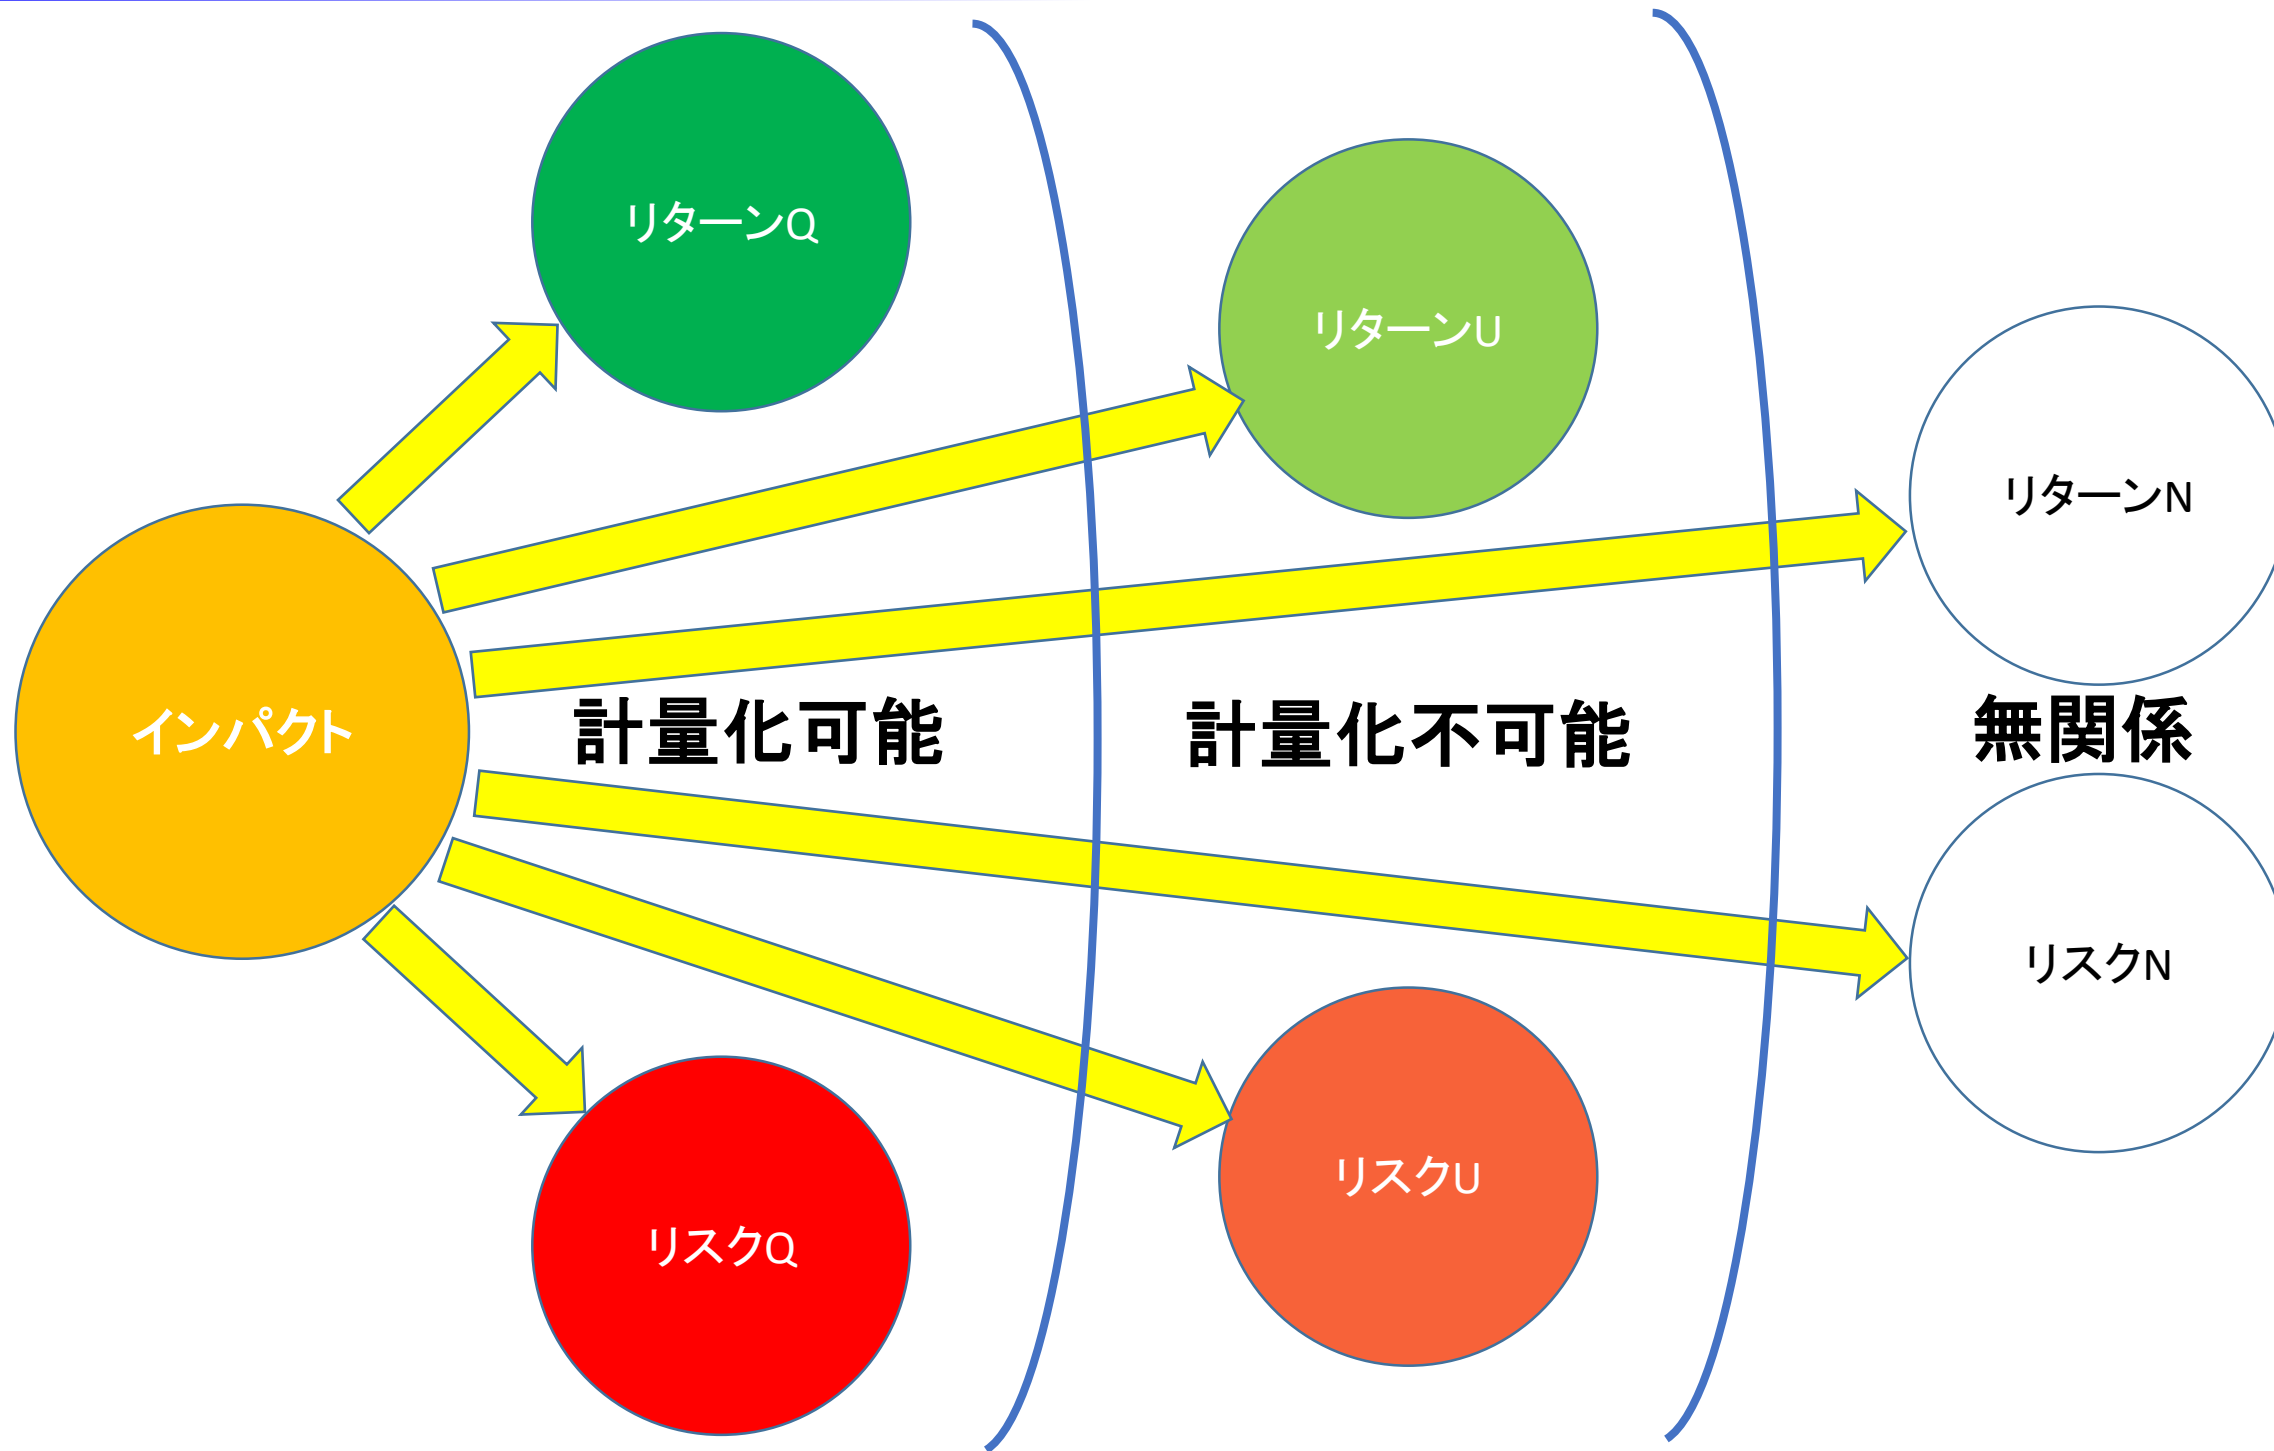 リターンQ
リターンU
リターンN
インパクト
計量化可能
計量化不可能
無関係
リスクN
リスクU
リスクQ